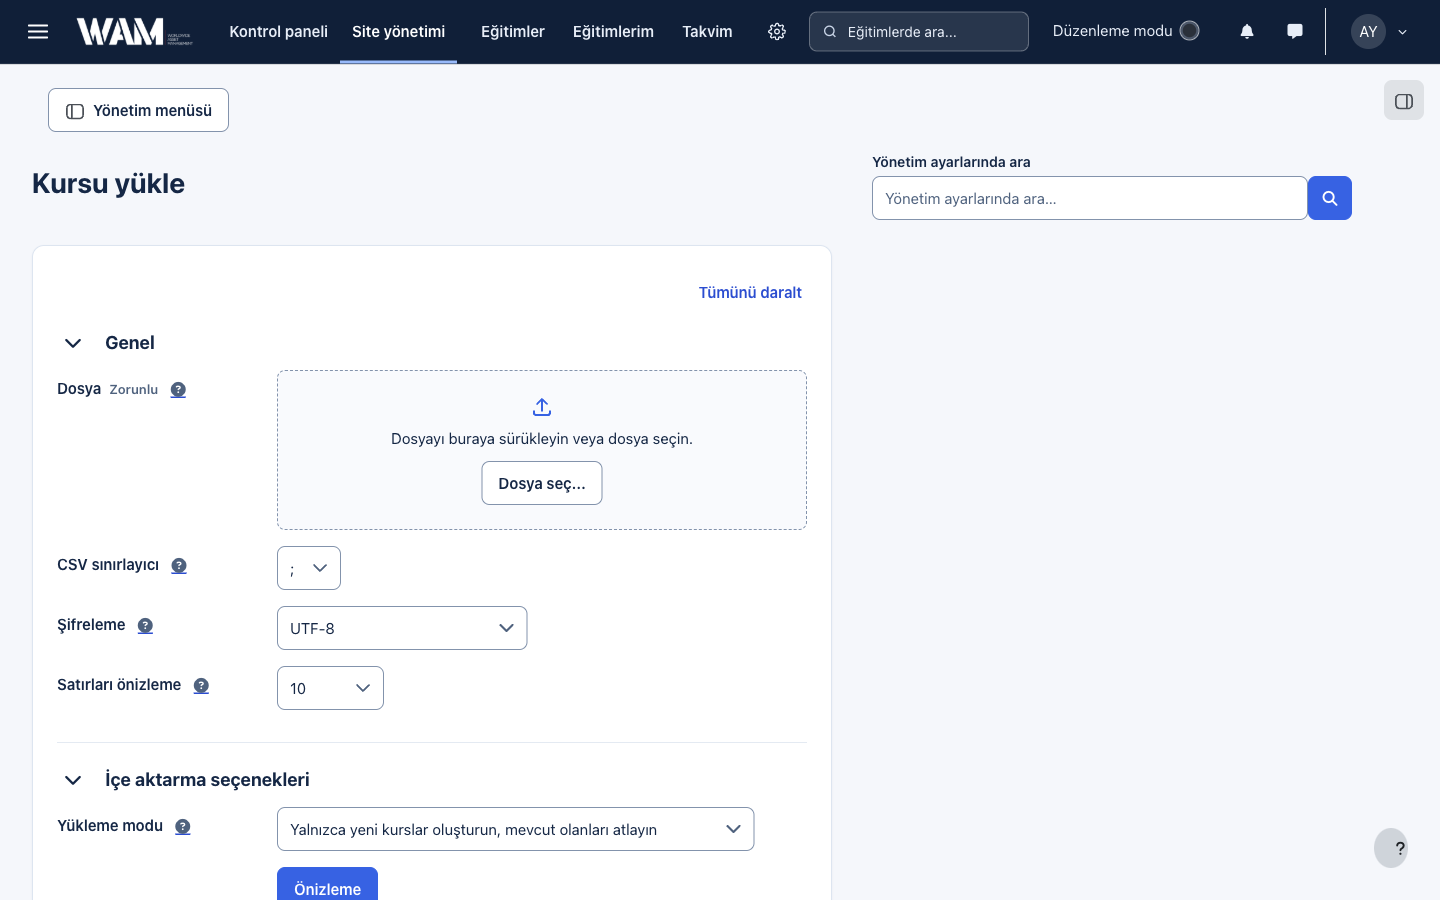 WAM
Kontrol paneli
Site yönetimi
Eğitimler
Eğitimlerim
Takvim
Eğitimlerde ara...
Düzenleme modu
AY
Yönetim menüsü
Kursu yükle
Yönetim ayarlarında ara
Yönetim ayarlarında ara...
Tümünü daralt
Genel
Dosya Zorunlu ?
Dosyayı buraya sürükleyin veya dosya seçin.
Dosya seç...
CSV sınırlayıcı ?
;
Şifreleme ?
UTF-8
Satırları önizleme ?
10
İçe aktarma seçenekleri
Yükleme modu ?
Yalnızca yeni kurslar oluşturun, mevcut olanları atlayın
?
Önizleme